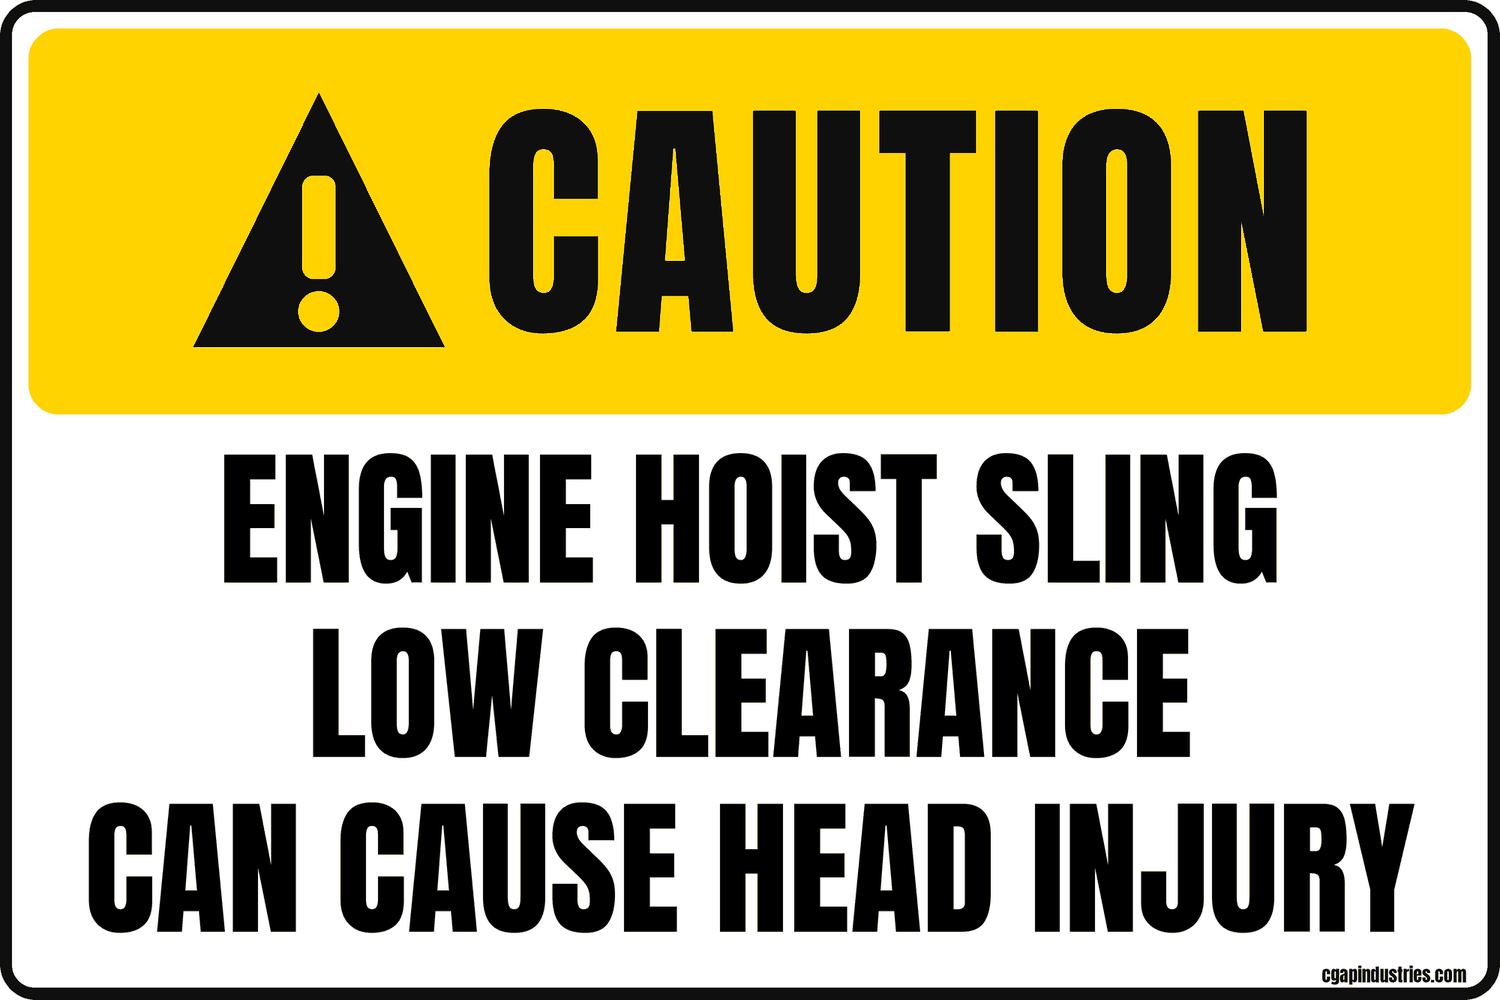 CAUTION
ENGINE HOIST SLING
LOW CLEARANCE
CAN CAUSE HEAD INJURY
cgapindustries.com